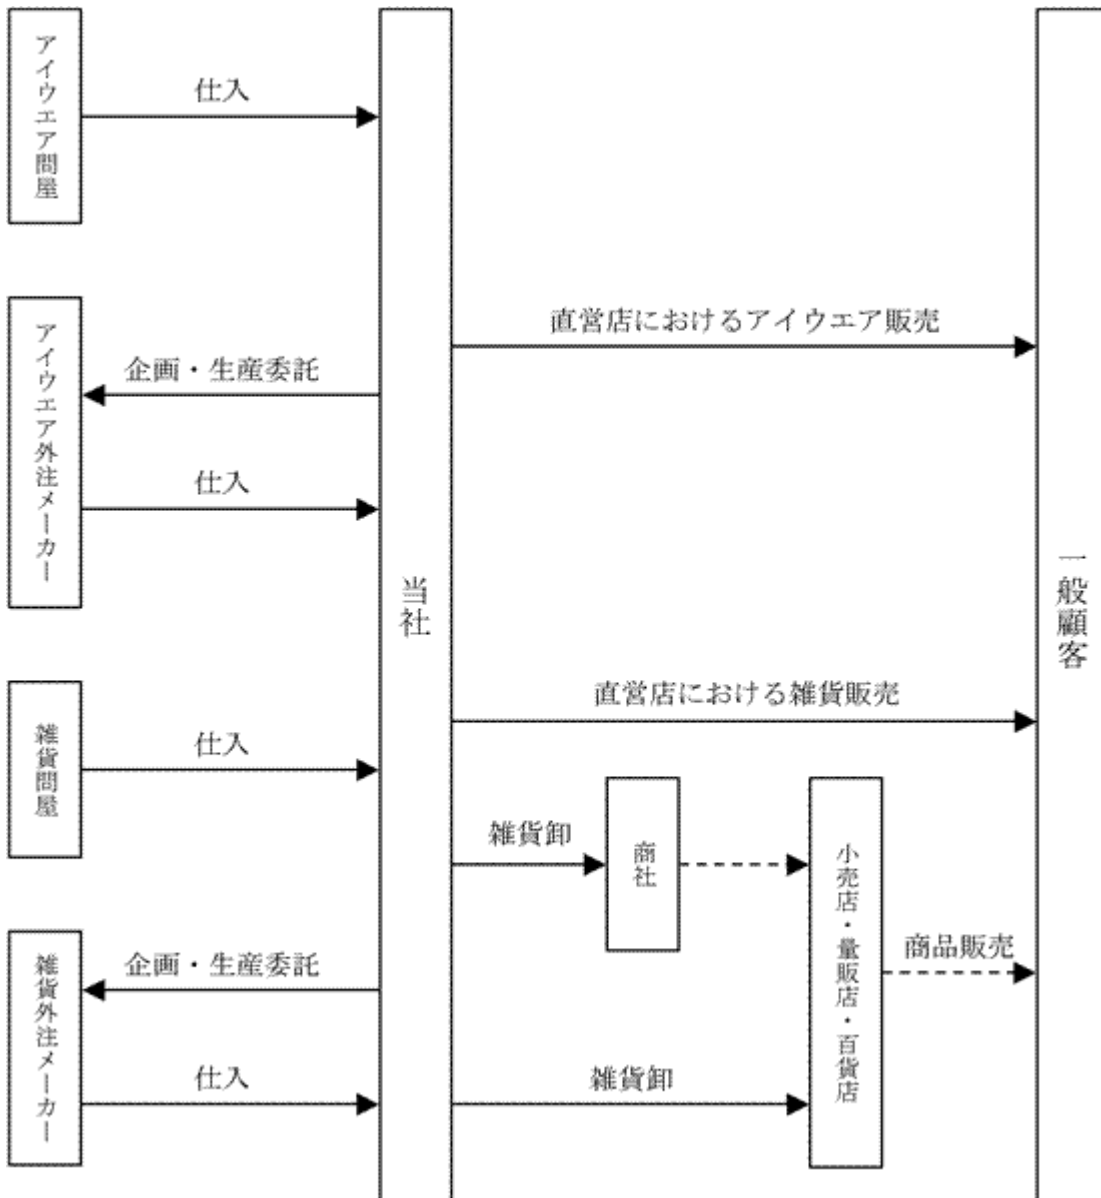 アイウエア問屋
仕入
アイウエア外注メーカー
企画・生産委託
仕入
雑貨問屋
仕入
雑貨外注メーカー
企画・生産委託
仕入
当社
直営店におけるアイウエア販売
直営店における雑貨販売
雑貨卸
商社
雑貨卸
小売店・量販店・百貨店
商品販売
一般顧客